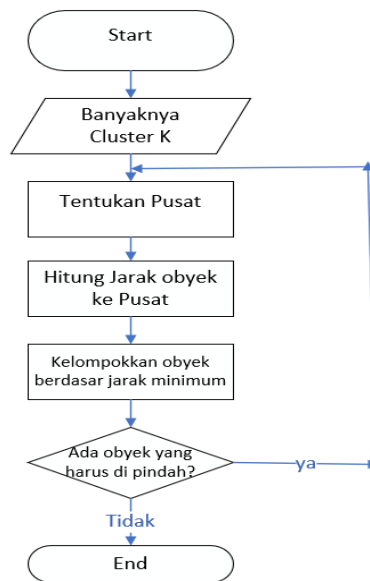 Start
Banyaknya
Cluster K
Tentukan Pusat
Hitung Jarak obyek
ke Pusat
Kelompokkan obyek
berdasar jarak minimum
Ada obyek yang
harus di pindah?
ya
Tidak
End